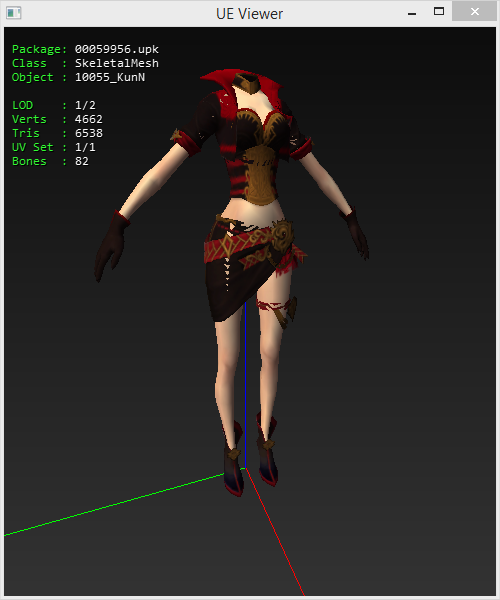 UE Viewer
Package: 00059956.upk
Class  : SkeletalMesh
Object : 10055_KunN
LOD    : 1/2
Verts  : 4662
Tris   : 6538
UV Set : 1/1
Bones  : 82